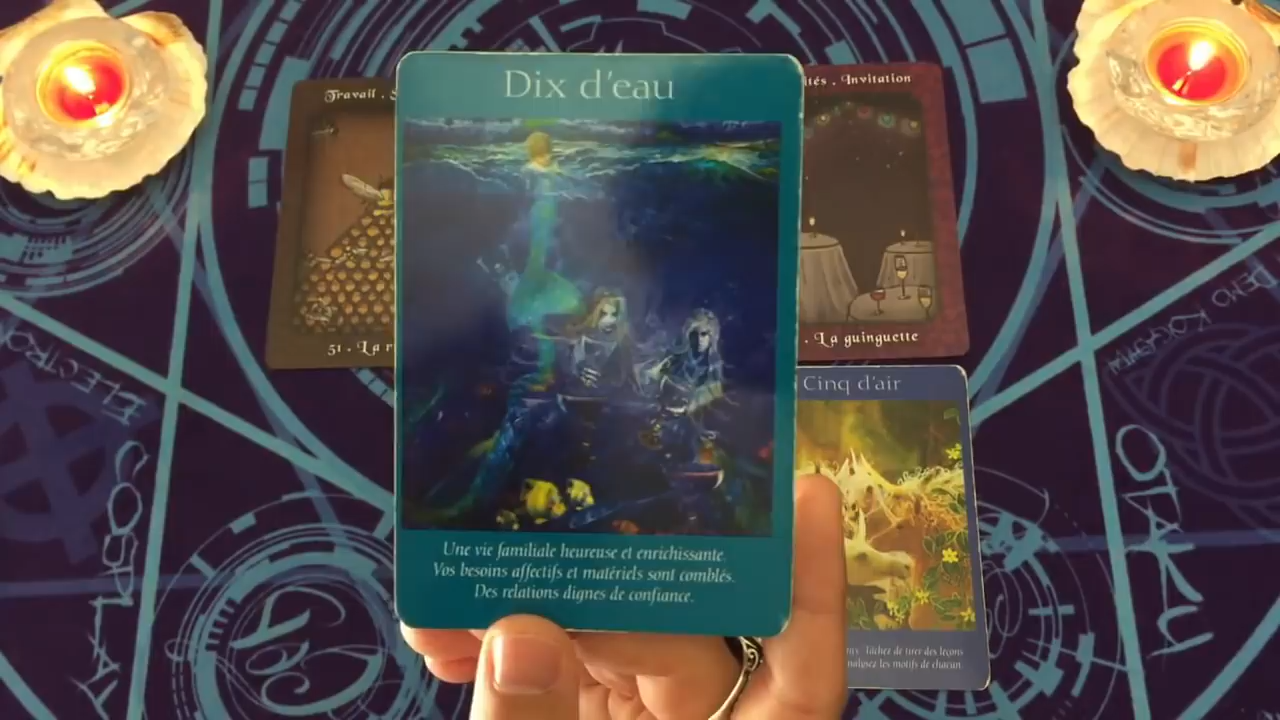 Dix d'eau
Une vie familiale heureuse et enrichissante.
Vos besoins affectifs et matériels sont comblés.
Des relations dignes de confiance.
Travail .
51 . La
. Invitation
. La guinguette
Cinq d'air
Tâchez de tirer des leçons
les motifs de chacun.
ELECTRO
COSPLAY
DEMO
OTAKU